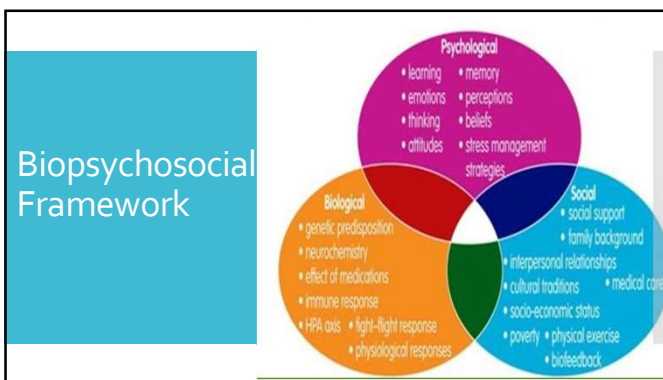 Biopsychosocial
Framework
Psychological
• learning • memory
• emotions • perceptions
• thinking • beliefs
• attitudes • stress management
strategies
Biological
• genetic predisposition
• neurochemistry
• effect of medications
• immune response
• HPA axis • fight–flight response
• physiological responses
Social
• social support
• family background
• interpersonal relationships
• cultural traditions • medical care
• socio-economic status
• poverty • physical exercise
• biofeedback